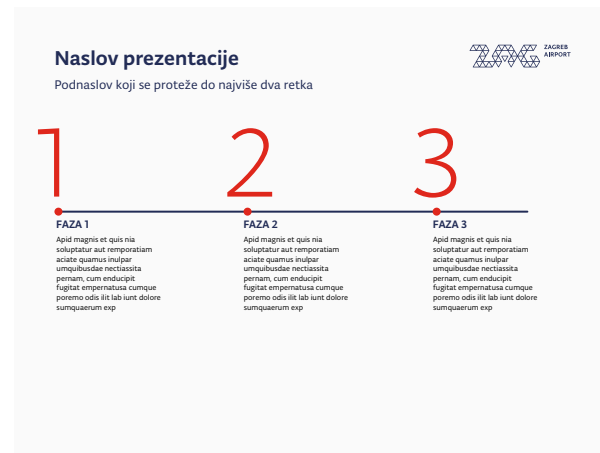 Naslov prezentacije
Podnaslov koji se proteže do najviše dva retka
ZAG
ZAGREB
AIRPORT
1
2
3
FAZA 1
Apid magnis et quis nia
soluptatur aut remporatiam
aciate quamus inulpar
umquibusdae nectiassita
pernam, cum enducipit
fugitat empernatusa cumque
poremo odis ilit lab iunt dolore
sumquaerum exp
FAZA 2
Apid magnis et quis nia
soluptatur aut remporatiam
aciate quamus inulpar
umquibusdae nectiassita
pernam, cum enducipit
fugitat empernatusa cumque
poremo odis ilit lab iunt dolore
sumquaerum exp
FAZA 3
Apid magnis et quis nia
soluptatur aut remporatiam
aciate quamus inulpar
umquibusdae nectiassita
pernam, cum enducipit
fugitat empernatusa cumque
poremo odis ilit lab iunt dolore
sumquaerum exp